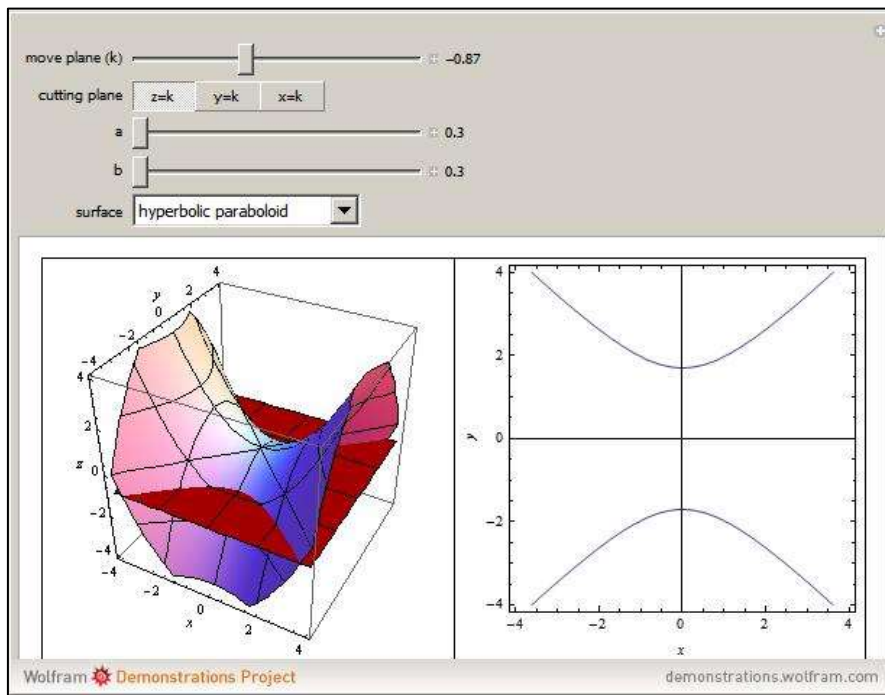 move plane (k) −0.87
cutting plane z=k y=k x=k
a 0.3
b 0.3
surface hyperbolic paraboloid
4
2
y
0
−2
−4
4
2
z 0
−2
−4
−4
−2
0
x
2
4
4
2
y 0
−2
−4
−4 −2 0 2 4
x
Wolfram Demonstrations Project demonstrations.wolfram.com